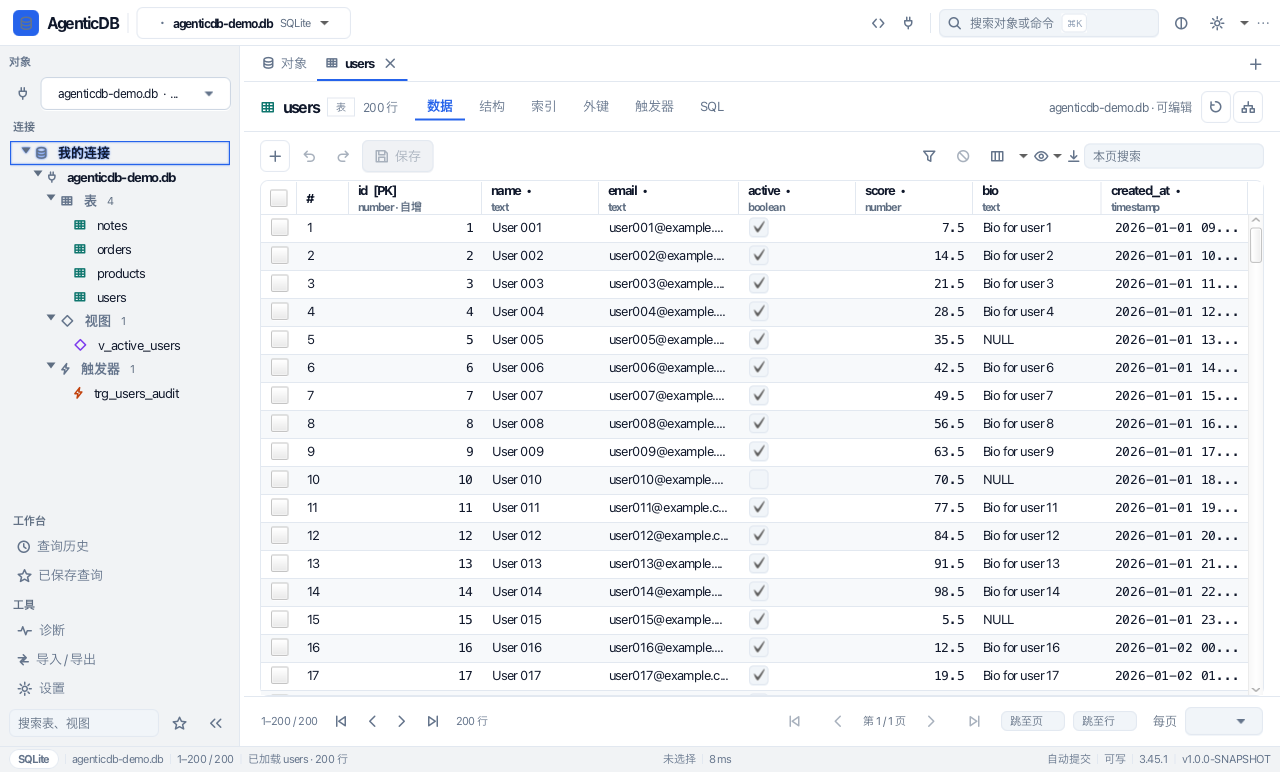 AgenticDB
agenticdb-demo.db SQLite
搜索对象或命令 ⌘K
对象
agenticdb-demo.db · ...
连接
我的连接
agenticdb-demo.db
表 4
notes
orders
products
users
视图 1
v_active_users
触发器 1
trg_users_audit
工作台
查询历史
已保存查询
工具
诊断
导入 / 导出
设置
搜索表、视图
对象 users
users 表 200 行 数据 结构 索引 外键 触发器 SQL agenticdb-demo.db · 可编辑
保存 本页搜索
# id [PK] name • email • active • score • bio created_at •
number · 自增 text text boolean number text timestamp
1 1 User 001 user001@example.... 7.5 Bio for user 1 2026-01-01 09...
2 2 User 002 user002@example.... 14.5 Bio for user 2 2026-01-01 10...
3 3 User 003 user003@example.... 21.5 Bio for user 3 2026-01-01 11...
4 4 User 004 user004@example.... 28.5 Bio for user 4 2026-01-01 12...
5 5 User 005 user005@example.... 35.5 NULL 2026-01-01 13...
6 6 User 006 user006@example.... 42.5 Bio for user 6 2026-01-01 14...
7 7 User 007 user007@example.... 49.5 Bio for user 7 2026-01-01 15...
8 8 User 008 user008@example.... 56.5 Bio for user 8 2026-01-01 16...
9 9 User 009 user009@example.... 63.5 Bio for user 9 2026-01-01 17...
10 10 User 010 user010@example.... 70.5 NULL 2026-01-01 18...
11 11 User 011 user011@example.c... 77.5 Bio for user 11 2026-01-01 19...
12 12 User 012 user012@example.c... 84.5 Bio for user 12 2026-01-01 20...
13 13 User 013 user013@example.... 91.5 Bio for user 13 2026-01-01 21...
14 14 User 014 user014@example.... 98.5 Bio for user 14 2026-01-01 22...
15 15 User 015 user015@example.... 5.5 NULL 2026-01-01 23...
16 16 User 016 user016@example.... 12.5 Bio for user 16 2026-01-02 00...
17 17 User 017 user017@example.c... 19.5 Bio for user 17 2026-01-02 01...
1–200 / 200 200 行 第 1 / 1 页 跳至页 跳至行 每页
SQLite agenticdb-demo.db 1–200 / 200 已加载 users · 200 行 未选择 8 ms 自动提交 可写 3.45.1 v1.0.0-SNAPSHOT